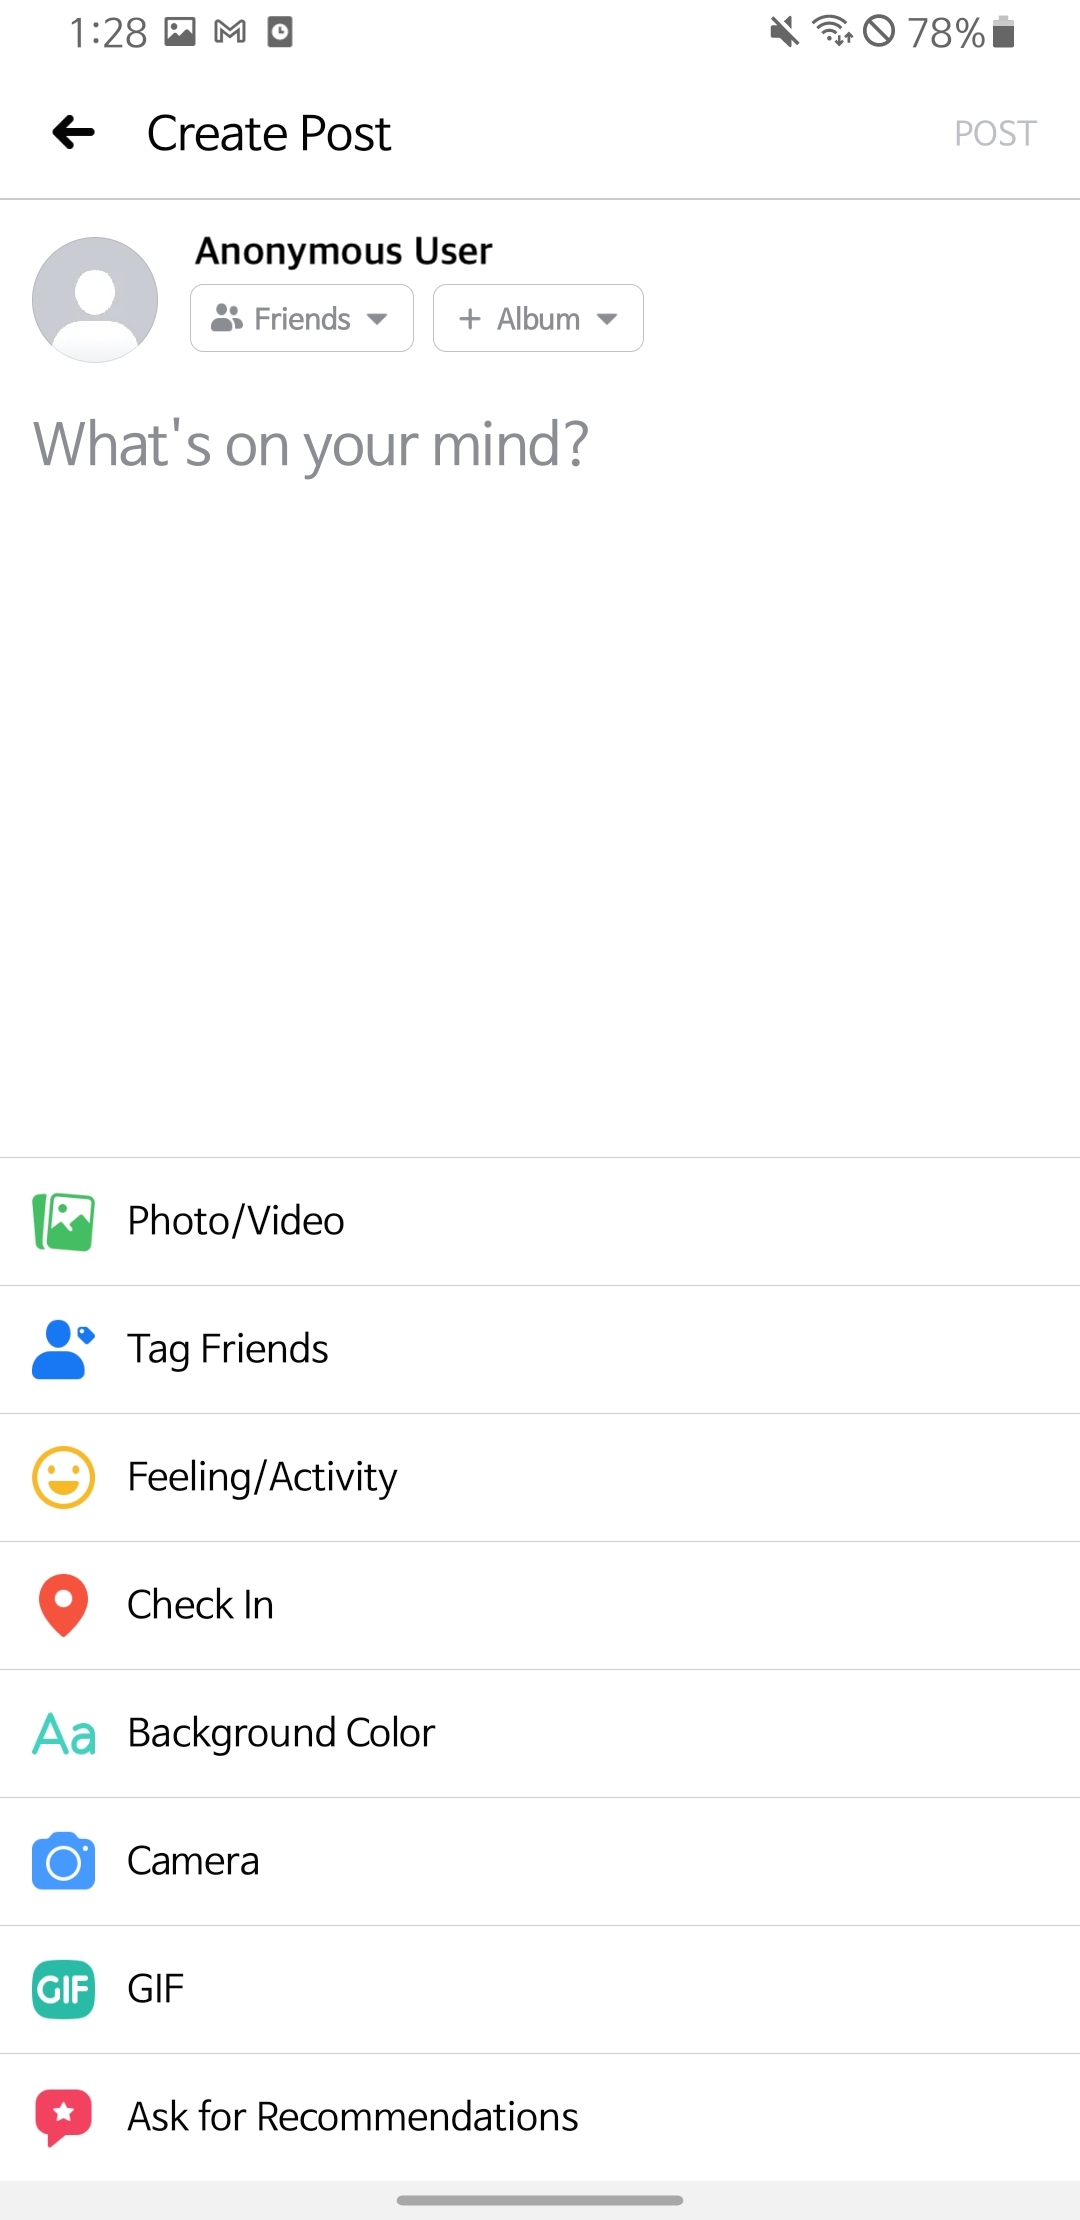 1:28 78%
Create Post POST
Anonymous User
Friends + Album
What's on your mind?
Photo/Video
Tag Friends
Feeling/Activity
Check In
Aa Background Color
Camera
GIF GIF
Ask for Recommendations